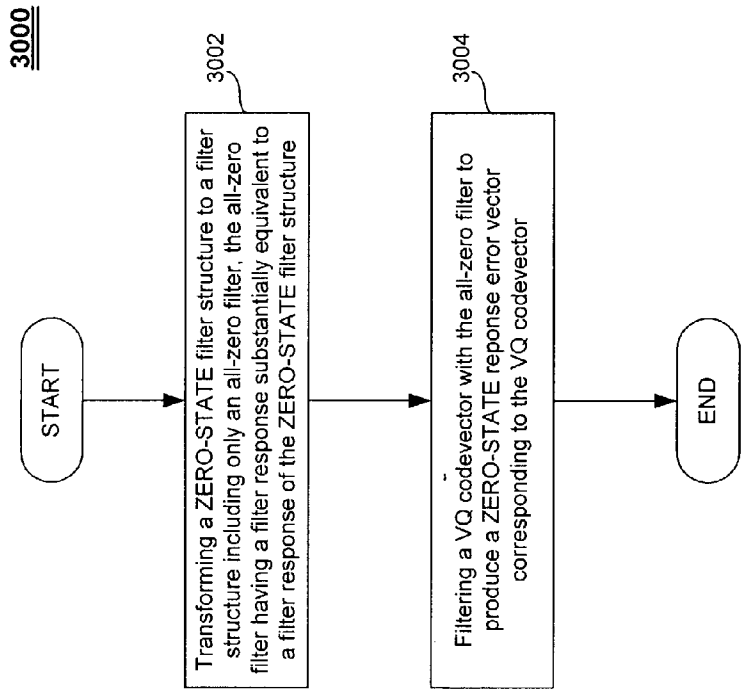 3000
START
3002
Transforming a ZERO-STATE filter structure to a filter
structure including only an all-zero filter, the all-zero
filter having a filter response substantially equivalent to
a filter response of the ZERO-STATE filter structure
3004
Filtering a VQ codevector with the all-zero filter to
produce a ZERO-STATE reponse error vector
corresponding to the VQ codevector
END